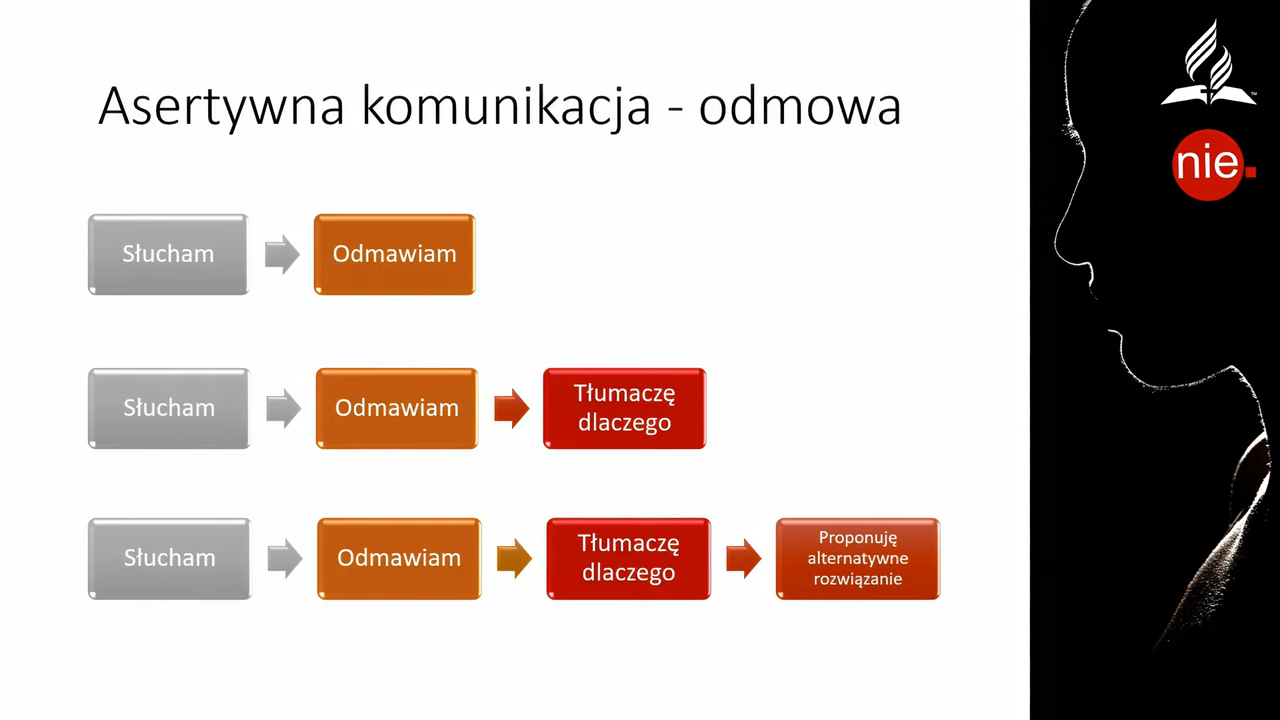 Asertywna komunikacja - odmowa
nie.
Słucham
Odmawiam
Słucham
Odmawiam
Tłumaczę
dlaczego
Słucham
Odmawiam
Tłumaczę
dlaczego
Proponuję
alternatywne
rozwiązanie